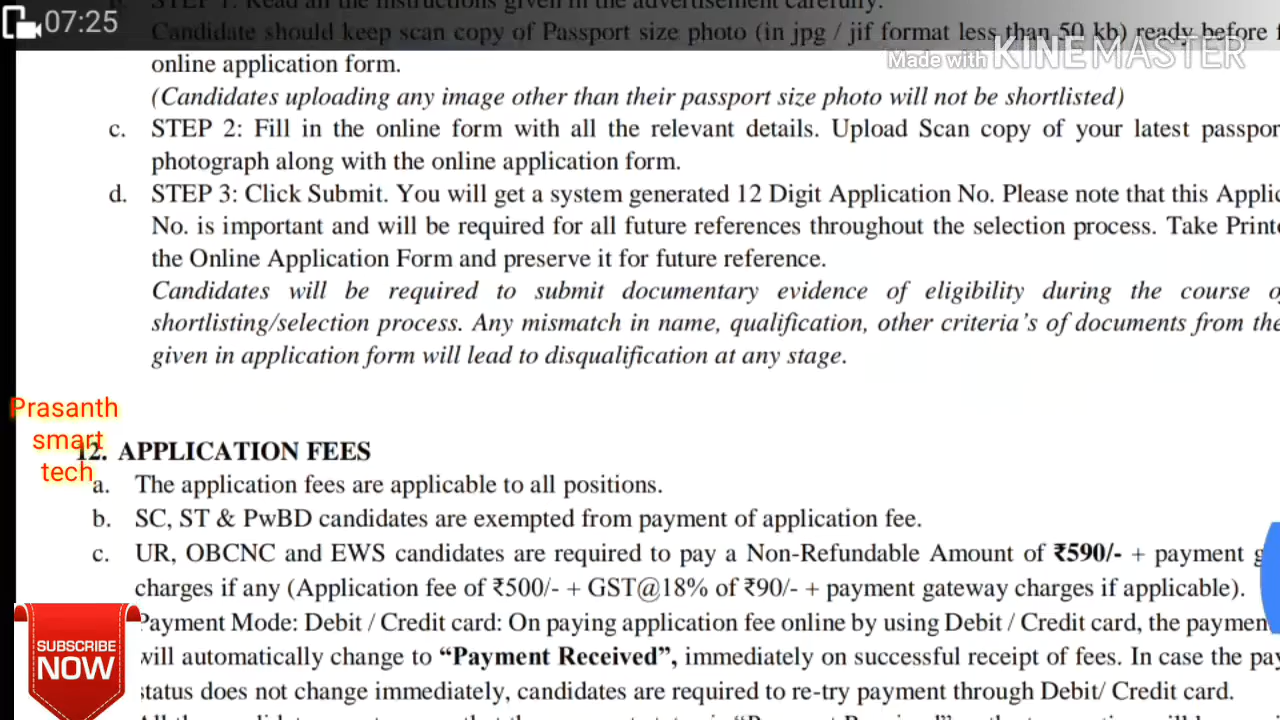 07:25
STEP 1: Read all the instructions given in the advertisement carefully.
Candidate should keep scan copy of Passport size photo (in jpg / jif format less than 50 kb) ready before
Made with KINEMASTER
online application form.
(Candidates uploading any image other than their passport size photo will not be shortlisted)
c. STEP 2: Fill in the online form with all the relevant details. Upload Scan copy of your latest
photograph along with the online application form.
d. STEP 3: Click Submit. You will get a system generated 12 Digit Application No. Please note that this
No. is important and will be required for all future references throughout the selection process. Take
the Online Application Form and preserve it for future reference.
Candidates will be required to submit documentary evidence of eligibility during the course
shortlisting/selection process. Any mismatch in name, qualification, other criteria's of documents from
given in application form will lead to disqualification at any stage.
Prasanth
smart
tech
12. APPLICATION FEES
a. The application fees are applicable to all positions.
b. SC, ST & PwBD candidates are exempted from payment of application fee.
c. UR, OBCNC and EWS candidates are required to pay a Non-Refundable Amount of ₹590/- + payment
charges if any (Application fee of ₹500/- + GST@18% of ₹90/- + payment gateway charges if applicable).
Payment Mode: Debit / Credit card: On paying application fee online by using Debit / Credit card, the
will automatically change to “Payment Received”, immediately on successful receipt of fees. In case the
status does not change immediately, candidates are required to re-try payment through Debit/ Credit card.
SUBSCRIBE
NOW